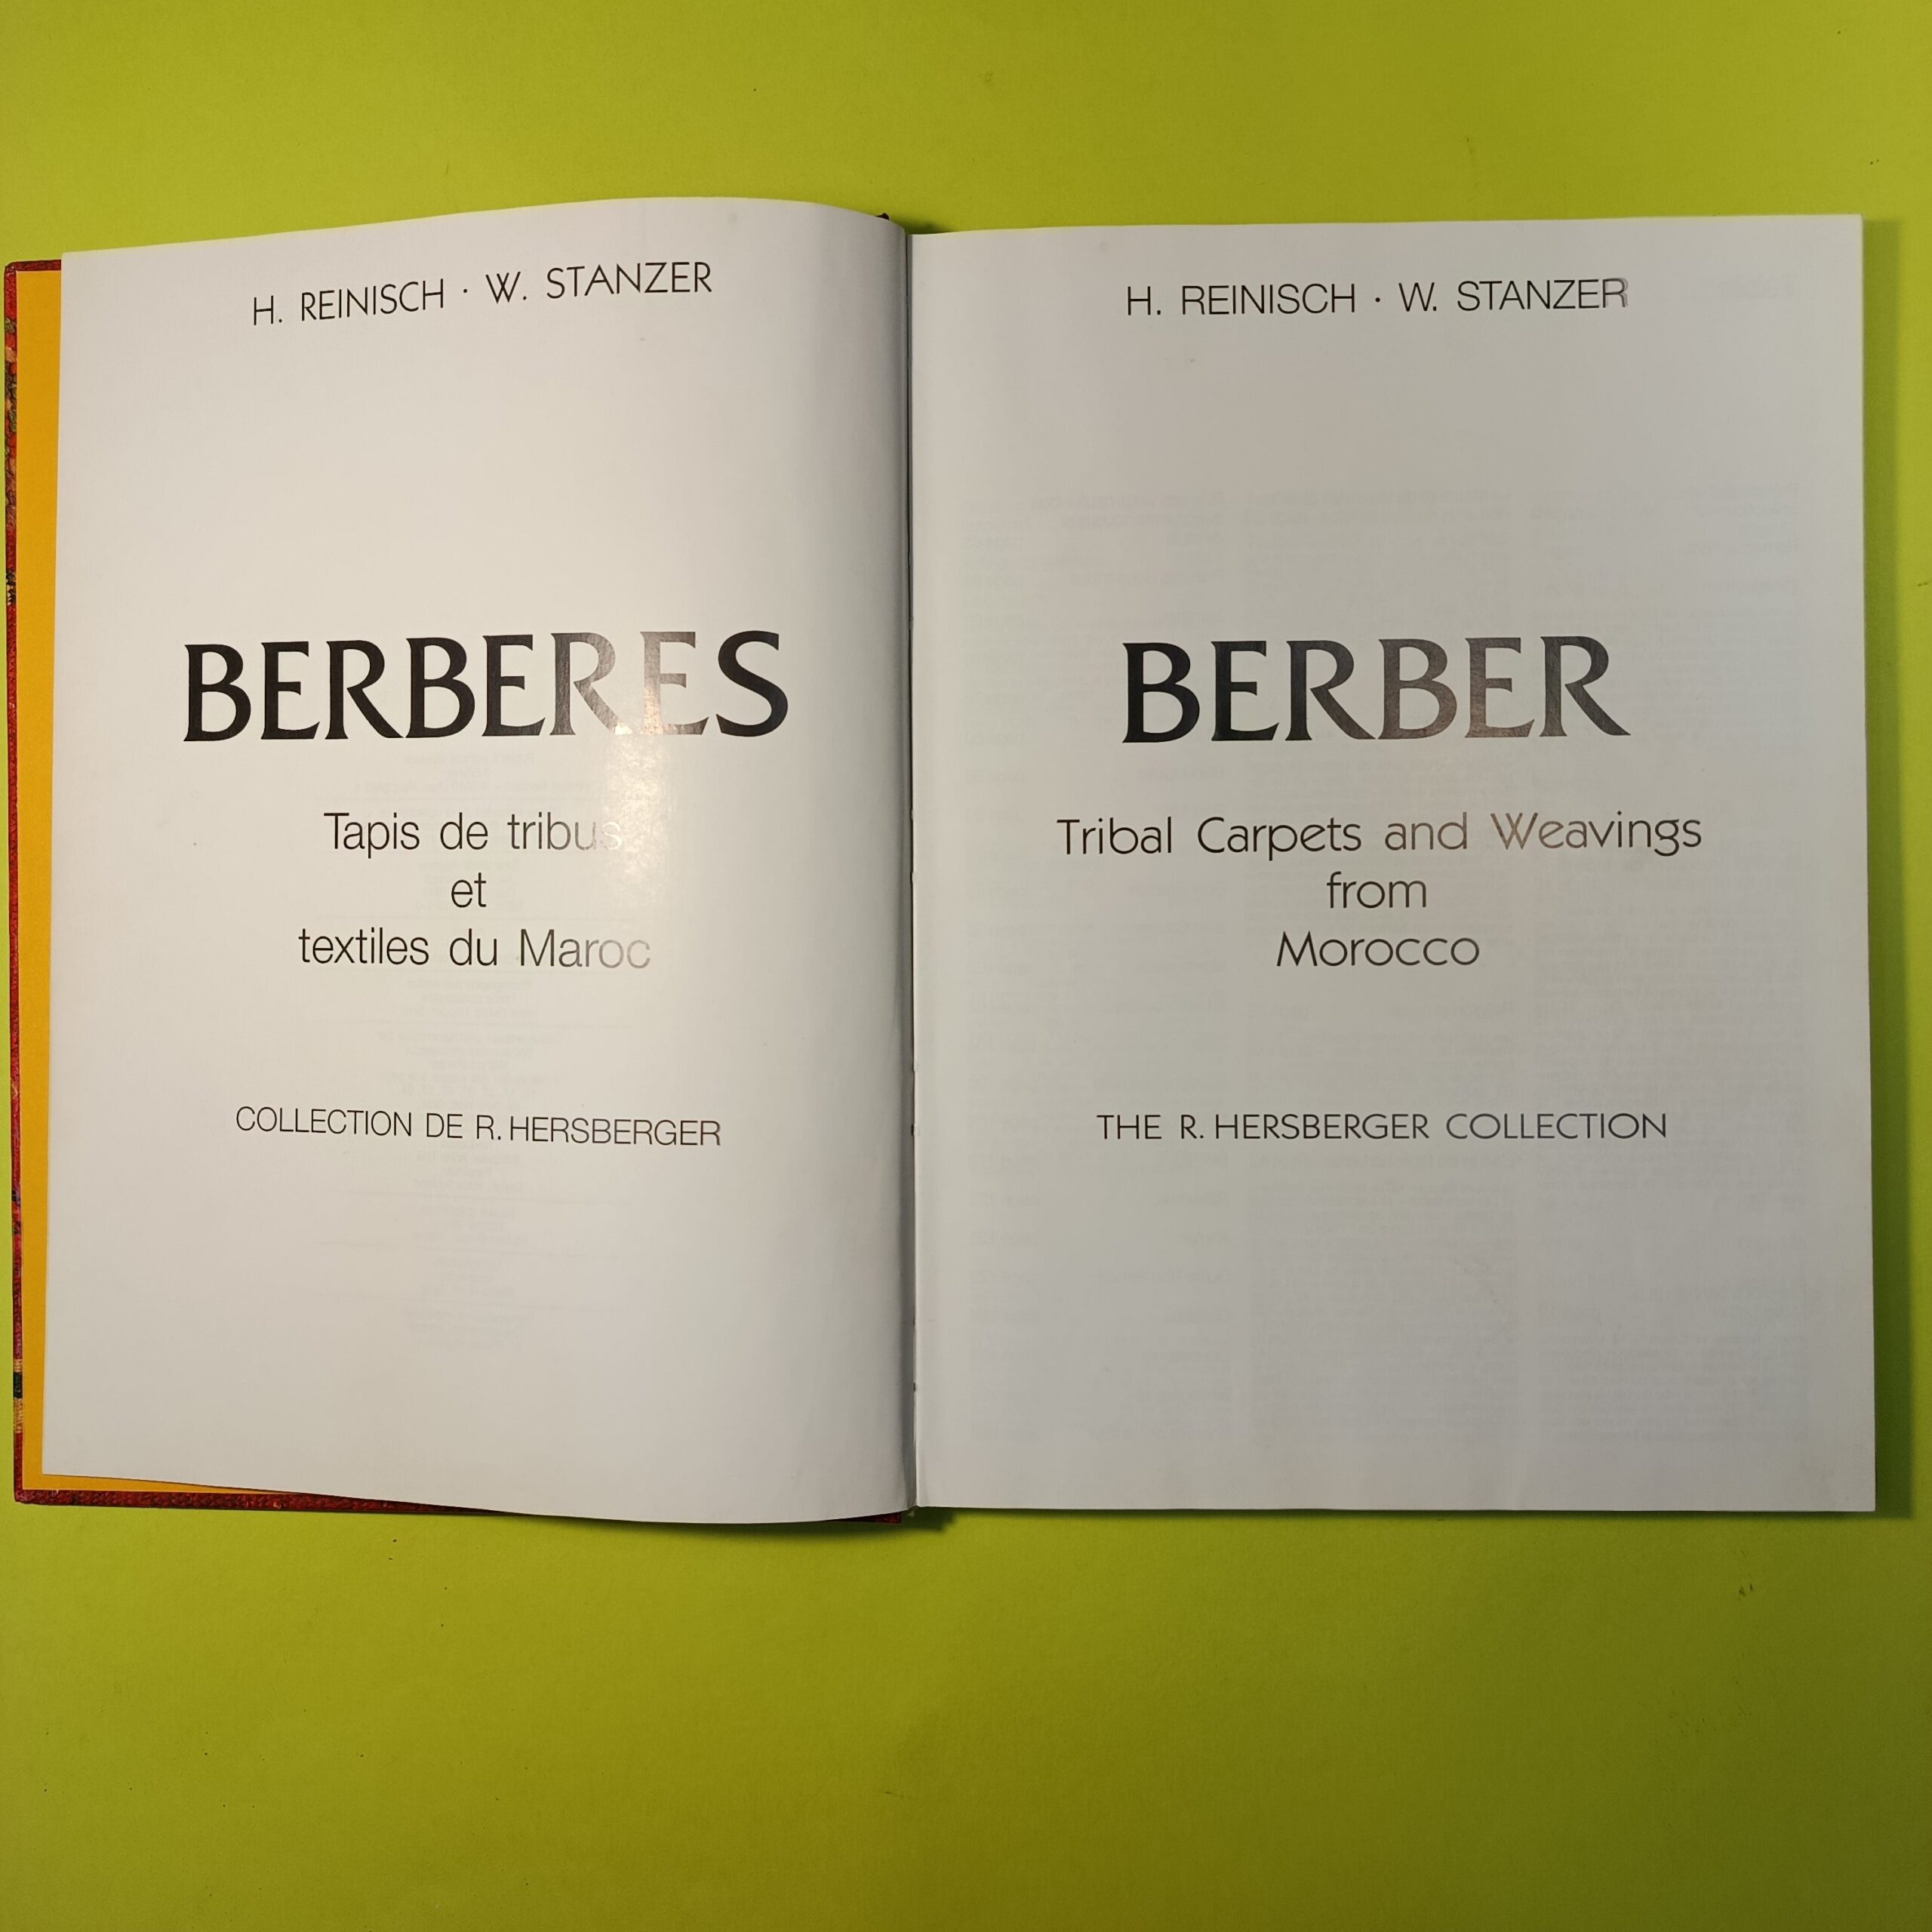 H. REINISCH · W. STANZER
BERBERES
Tapis de tribus
et
textiles du Maroc
COLLECTION DE R. HERSBERGER
H. REINISCH · W. STANZER
BERBER
Tribal Carpets and Weavings
from
Morocco
THE R. HERSBERGER COLLECTION